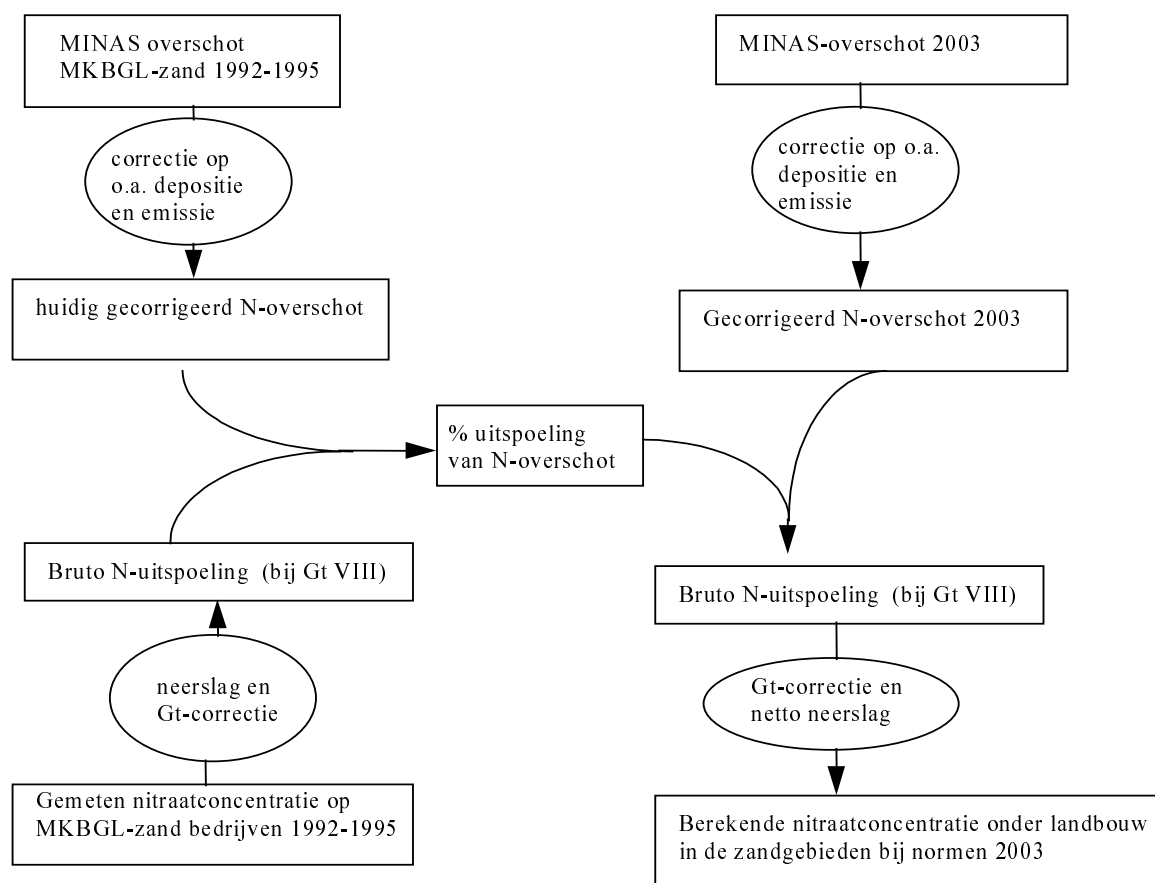 MINAS overschot
MKBGL-zand 1992-1995
correctie op
o.a. depositie
en emissie
huidig gecorrigeerd N-overschot
MINAS-overschot 2003
correctie op o.a.
depositie en
emissie
Gecorrigeerd N-overschot 2003
% uitspoeling
van N-overschot
Bruto N-uitspoeling (bij Gt VIII)
neerslag en
Gt-correctie
Gemeten nitraatconcentratie op
MKBGL-zand bedrijven 1992-1995
Bruto N-uitspoeling (bij Gt VIII)
Gt-correctie en
netto neerslag
Berekende nitraatconcentratie onder landbouw
in de zandgebieden bij normen 2003